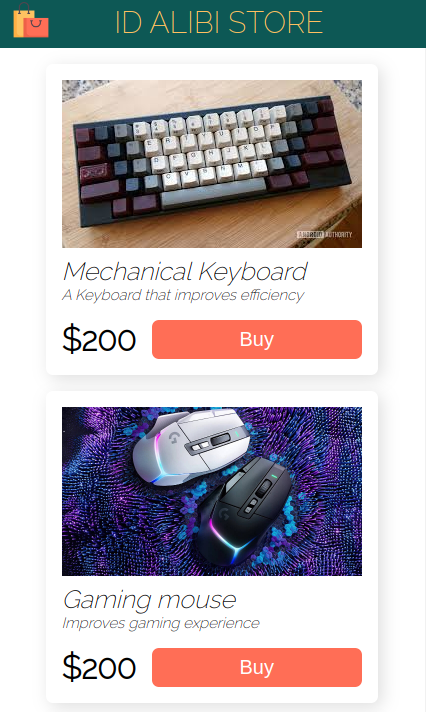 ID ALIBI STORE
ANDROID AUTHORITY
Mechanical Keyboard
A Keyboard that improves efficiency
$200 Buy
Gaming mouse
Improves gaming experience
$200 Buy